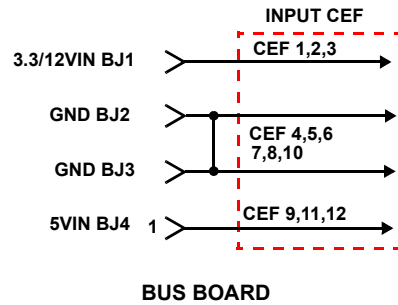 INPUT CEF
3.3/12VIN BJ1
CEF 1,2,3
GND BJ2
CEF 4,5,6
7,8,10
GND BJ3
5VIN BJ4 1
CEF 9,11,12
BUS BOARD